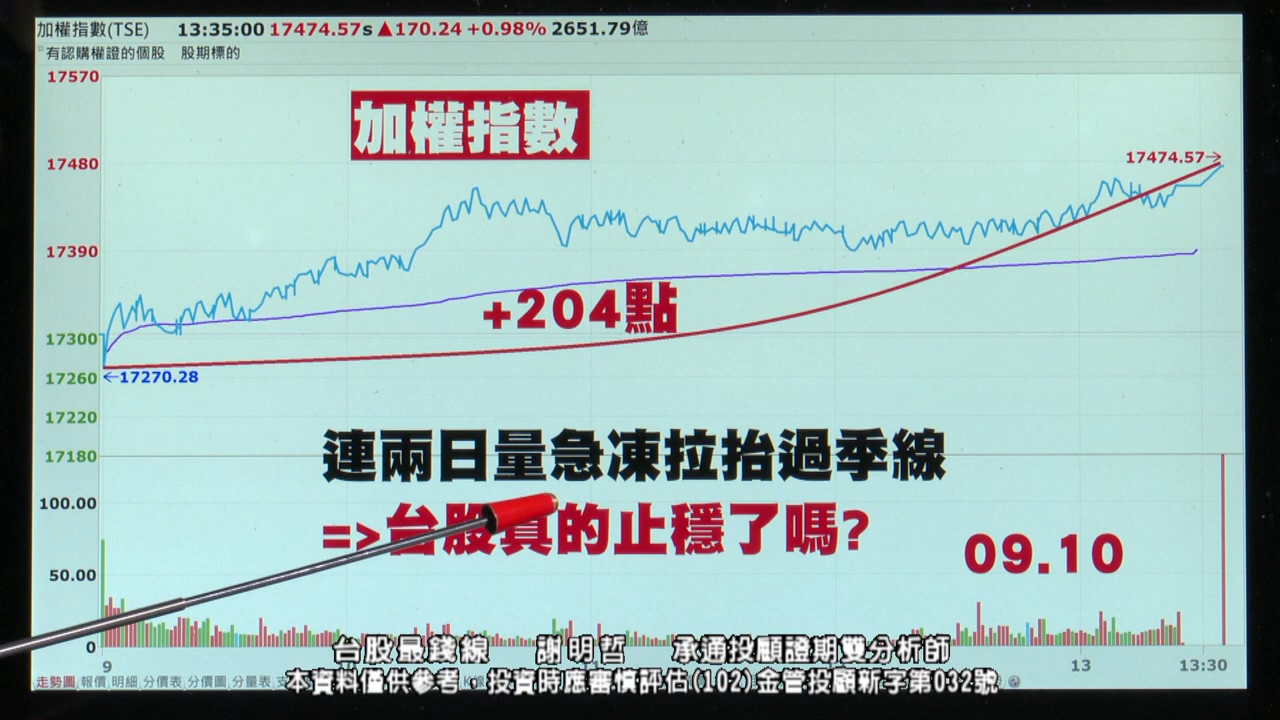 加權指數(TSE) 13:35:00 17474.57s ▲170.24 +0.98% 2651.79億
有認購權證的個股 股期標的
17570
加權指數
17480
17474.57→
17390
+204點
17300
17260
←17270.28
17220
連兩日量急凍拉抬過季線
17180
100.00
=>台股真的止穩了嗎?
09.10
50.00
0
台股最錢線 謝明哲 承通投顧證期雙分析師
9
13
13:30
走勢圖 報價 明細 分價表 分價圖 分量表
本資料僅供參考，投資時應審慎評估(102)金管投顧新字第032號